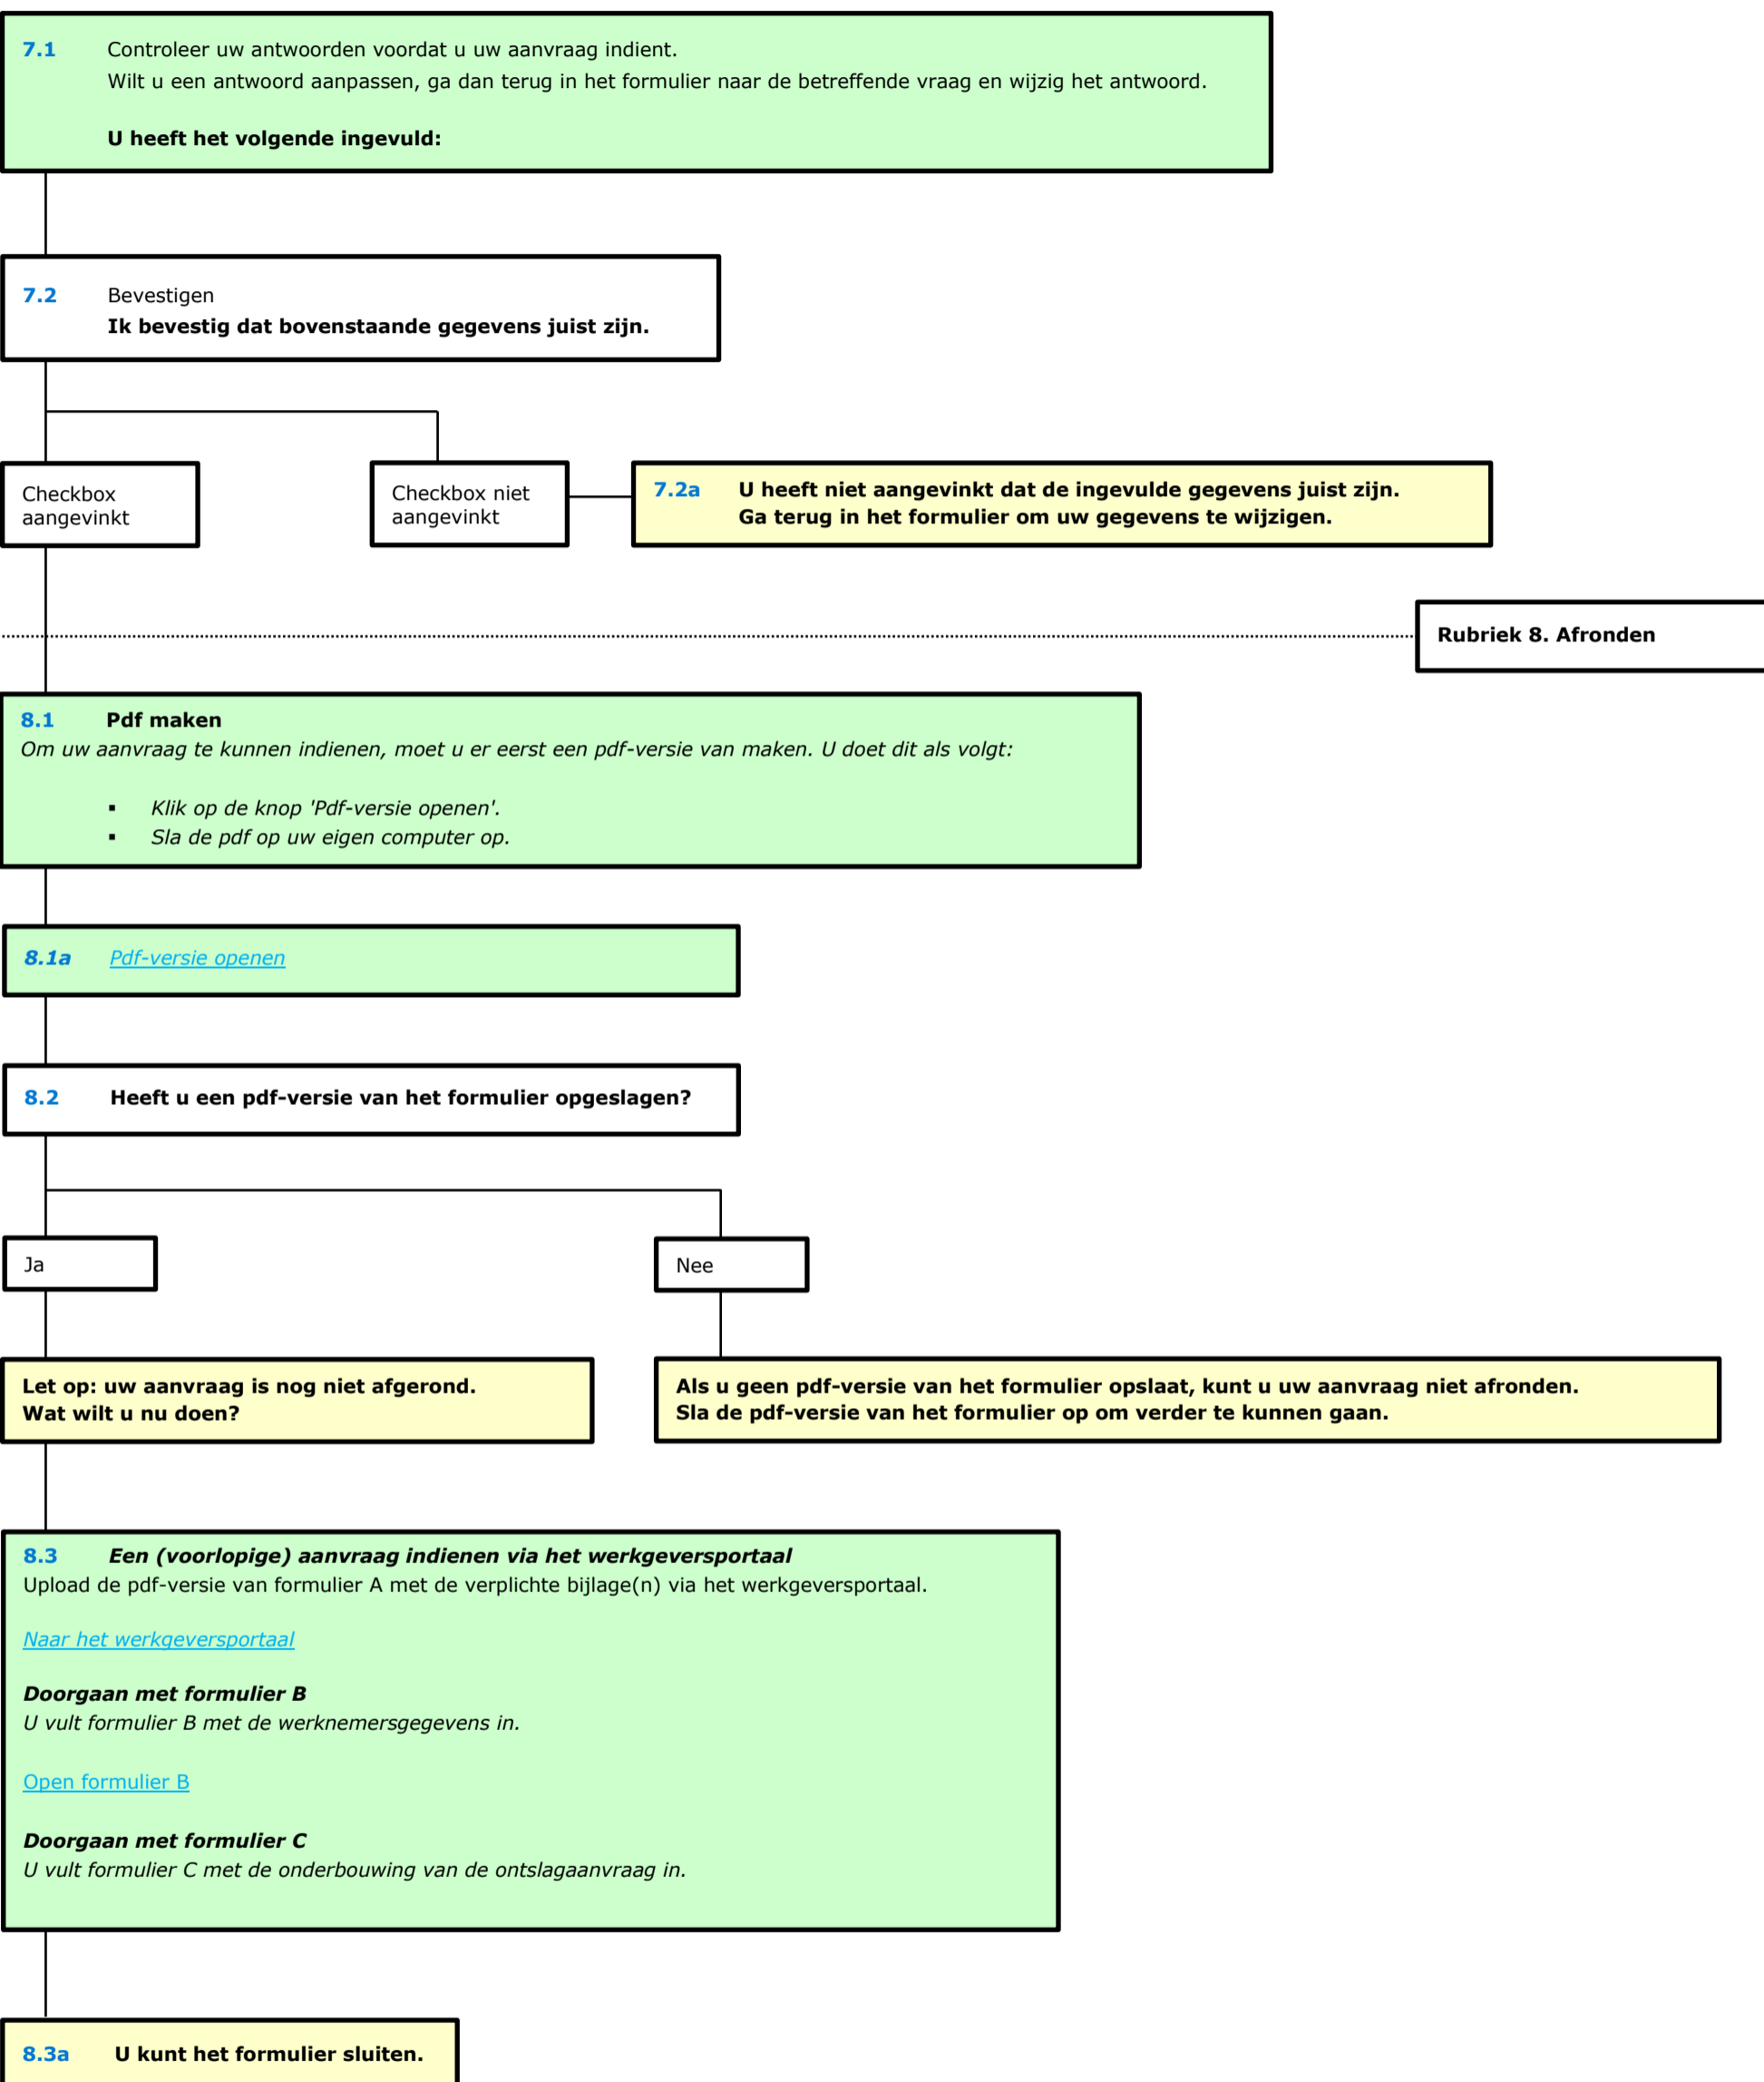 7.1 Controleer uw antwoorden voordat u uw aanvraag indient.
Wilt u een antwoord aanpassen, ga dan terug in het formulier naar de betreffende vraag en wijzig het antwoord.
U heeft het volgende ingevuld:
7.2 Bevestigen
Ik bevestig dat bovenstaande gegevens juist zijn.
Checkbox
aangevinkt
Checkbox niet
aangevinkt
7.2a U heeft niet aangevinkt dat de ingevulde gegevens juist zijn.
Ga terug in het formulier om uw gegevens te wijzigen.
Rubriek 8. Afronden
8.1 Pdf maken
Om uw aanvraag te kunnen indienen, moet u er eerst een pdf-versie van maken. U doet dit als volgt:
▪ Klik op de knop 'Pdf-versie openen'.
▪ Sla de pdf op uw eigen computer op.
8.1a Pdf-versie openen
8.2 Heeft u een pdf-versie van het formulier opgeslagen?
Ja
Nee
Let op: uw aanvraag is nog niet afgerond.
Wat wilt u nu doen?
Als u geen pdf-versie van het formulier opslaat, kunt u uw aanvraag niet afronden.
Sla de pdf-versie van het formulier op om verder te kunnen gaan.
8.3 Een (voorlopige) aanvraag indienen via het werkgeversportaal
Upload de pdf-versie van formulier A met de verplichte bijlage(n) via het werkgeversportaal.
Naar het werkgeversportaal
Doorgaan met formulier B
U vult formulier B met de werknemersgegevens in.
Open formulier B
Doorgaan met formulier C
U vult formulier C met de onderbouwing van de ontslagaanvraag in.
8.3a U kunt het formulier sluiten.